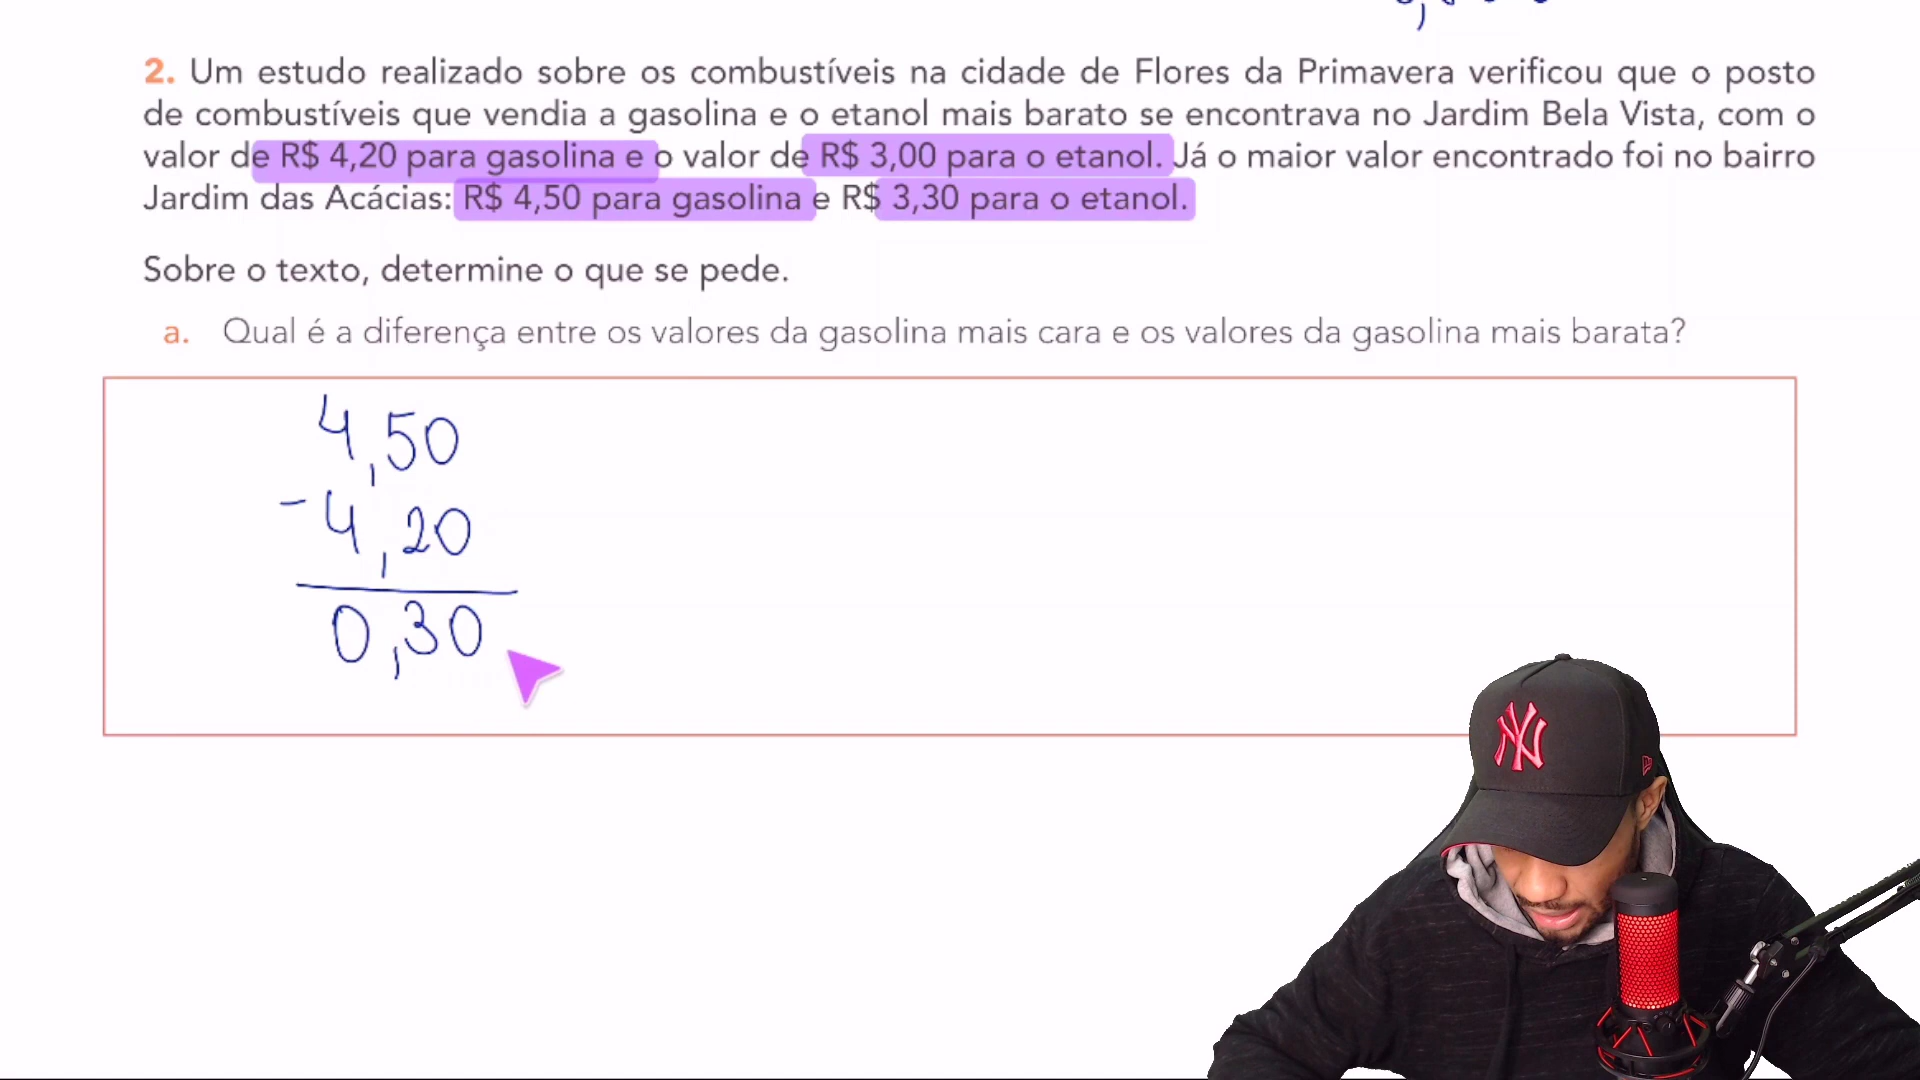 2. Um estudo realizado sobre os combustíveis na cidade de Flores da Primavera verificou que o posto
de combustíveis que vendia a gasolina e o etanol mais barato se encontrava no Jardim Bela Vista, com o
valor de R$ 4,20 para gasolina e o valor de R$ 3,00 para o etanol. Já o maior valor encontrado foi no bairro
Jardim das Acácias: R$ 4,50 para gasolina e R$ 3,30 para o etanol.
Sobre o texto, determine o que se pede.
a. Qual é a diferença entre os valores da gasolina mais cara e os valores da gasolina mais barata?
4,50
- 4,20
0,30
NY